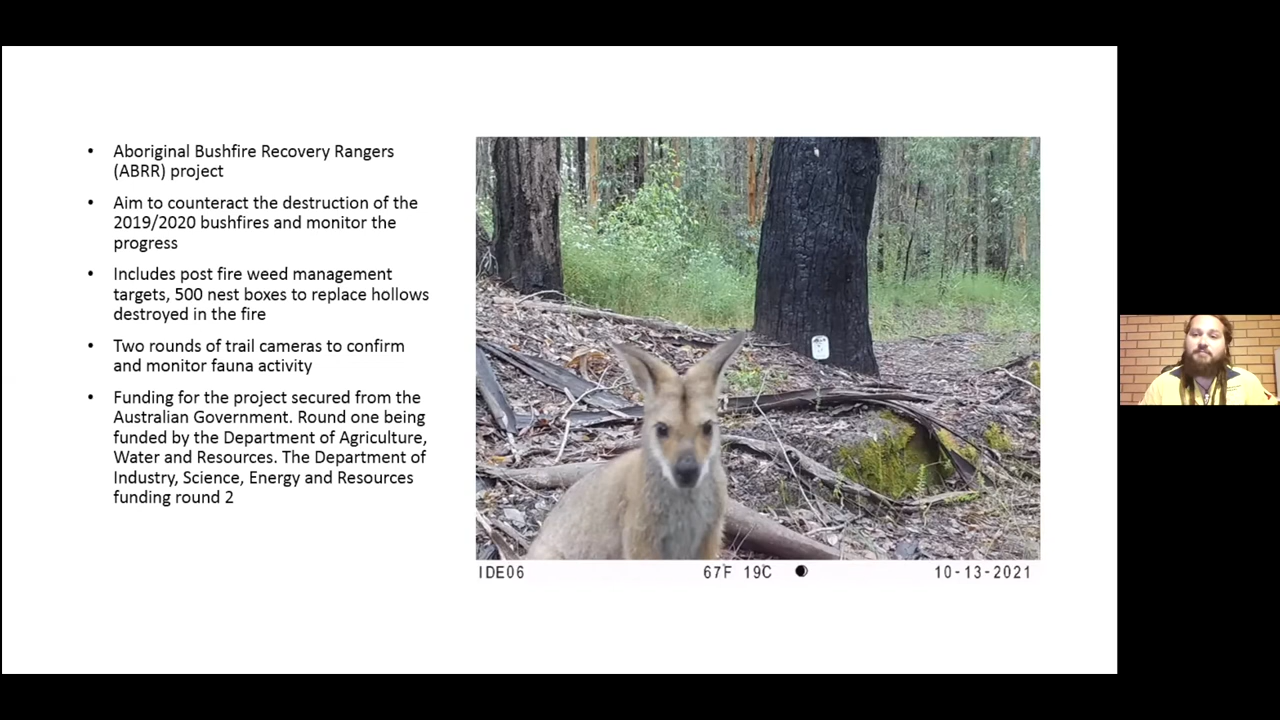 • Aboriginal Bushfire Recovery Rangers
(ABRR) project
• Aim to counteract the destruction of the
2019/2020 bushfires and monitor the
progress
• Includes post fire weed management
targets, 500 nest boxes to replace hollows
destroyed in the fire
• Two rounds of trail cameras to confirm
and monitor fauna activity
• Funding for the project secured from the
Australian Government. Round one being
funded by the Department of Agriculture,
Water and Resources. The Department of
Industry, Science, Energy and Resources
funding round 2
IDE06 67F 19C 10-13-2021